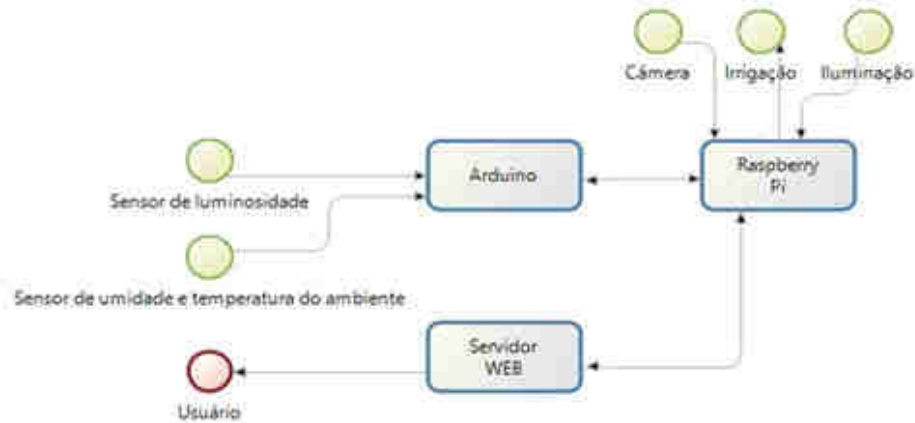 Câmera
Irrigação
Iluminação
Raspberry
Pi
Arduino
Sensor de luminosidade
Sensor de umidade e temperatura do ambiente
Servidor
WEB
Usuário